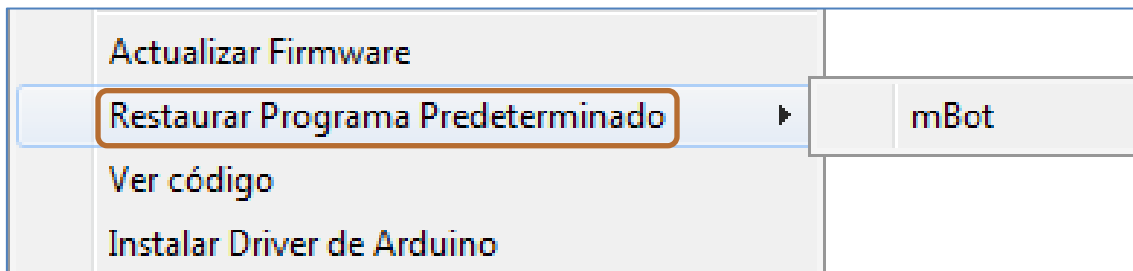 Actualizar Firmware
Restaurar Programa Predeterminado
mBot
Ver código
Instalar Driver de Arduino